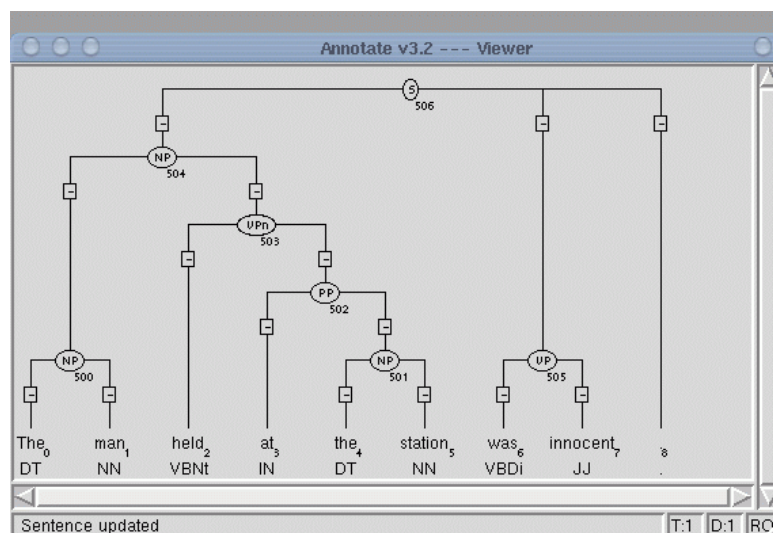 Annotate v3.2 --- Viewer
S
506
NP
504
VPn
503
PP
502
NP
500
NP
501
VP
505
The0 man1 held2 at3 the4 station5 was6 innocent7 .8
DT NN VBNt IN DT NN VBDi JJ .
Sentence updated T:1 D:1 RO